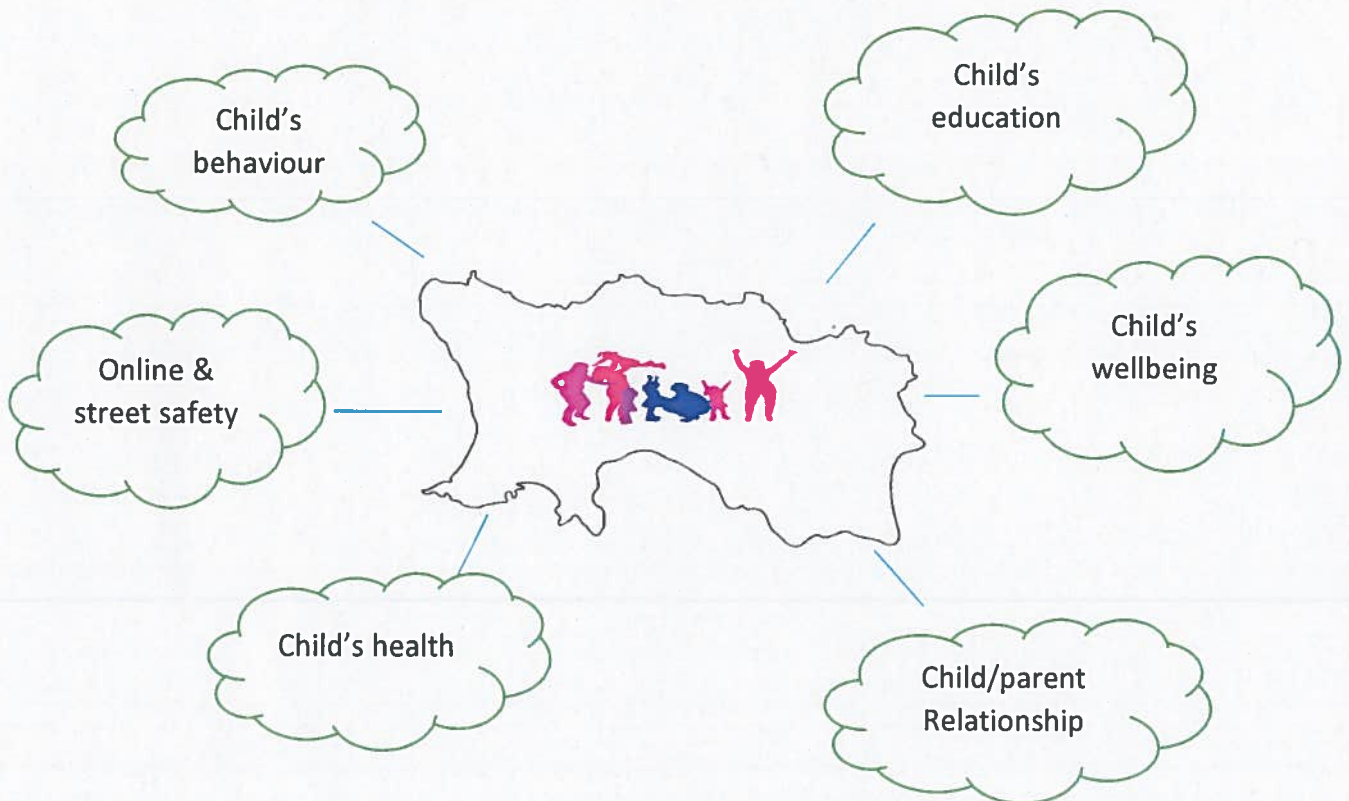 Child's
behaviour
Child's
education
Online &
street safety
Child's
wellbeing
Child's health
Child/parent
Relationship